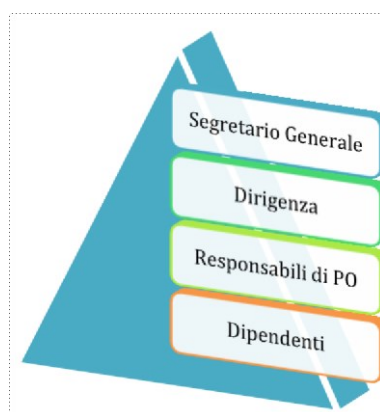 Segretario Generale
Dirigenza
Responsabili di PO
Dipendenti